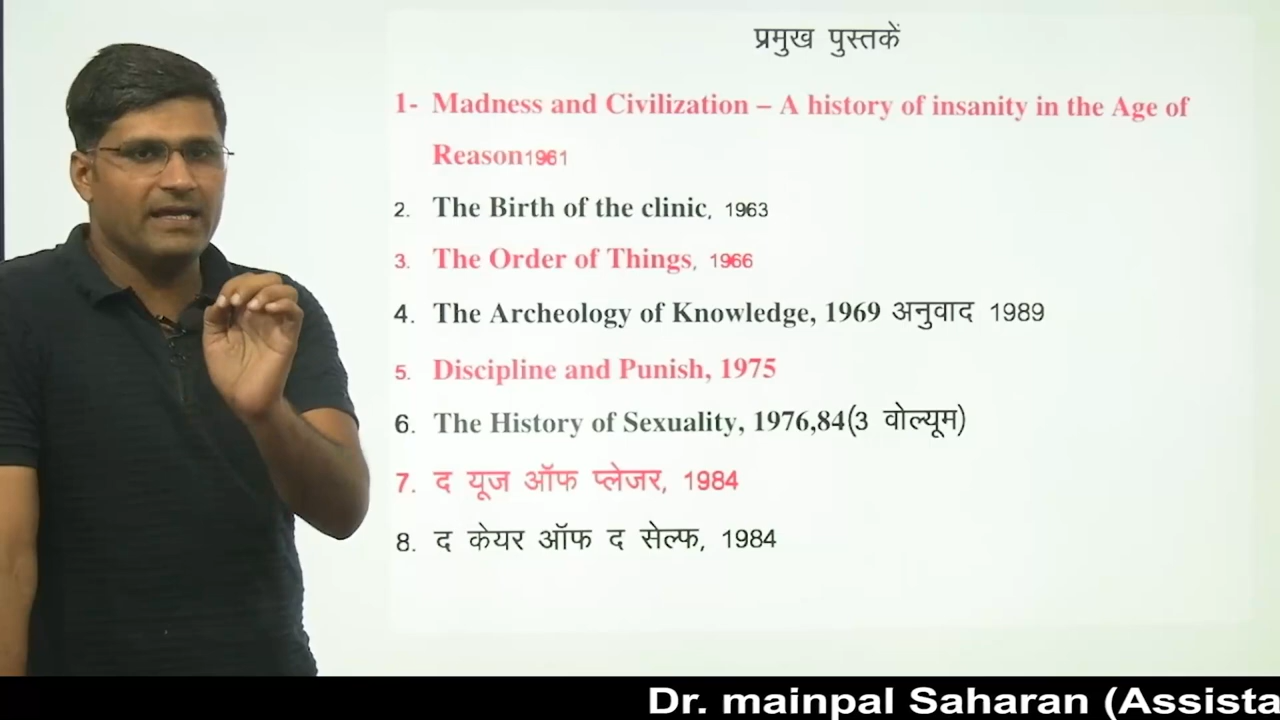 प्रमुख पुस्तकें
1- Madness and Civilization – A history of insanity in the Age of
Reason1961
2. The Birth of the clinic, 1963
3. The Order of Things, 1966
4. The Archeology of Knowledge, 1969 अनुवाद 1989
5. Discipline and Punish, 1975
6. The History of Sexuality, 1976,84(3 वोल्यूम)
7. द यूज ऑफ प्लेजर, 1984
8. द केयर ऑफ द सेल्फ, 1984
Dr. mainpal Saharan (Assista